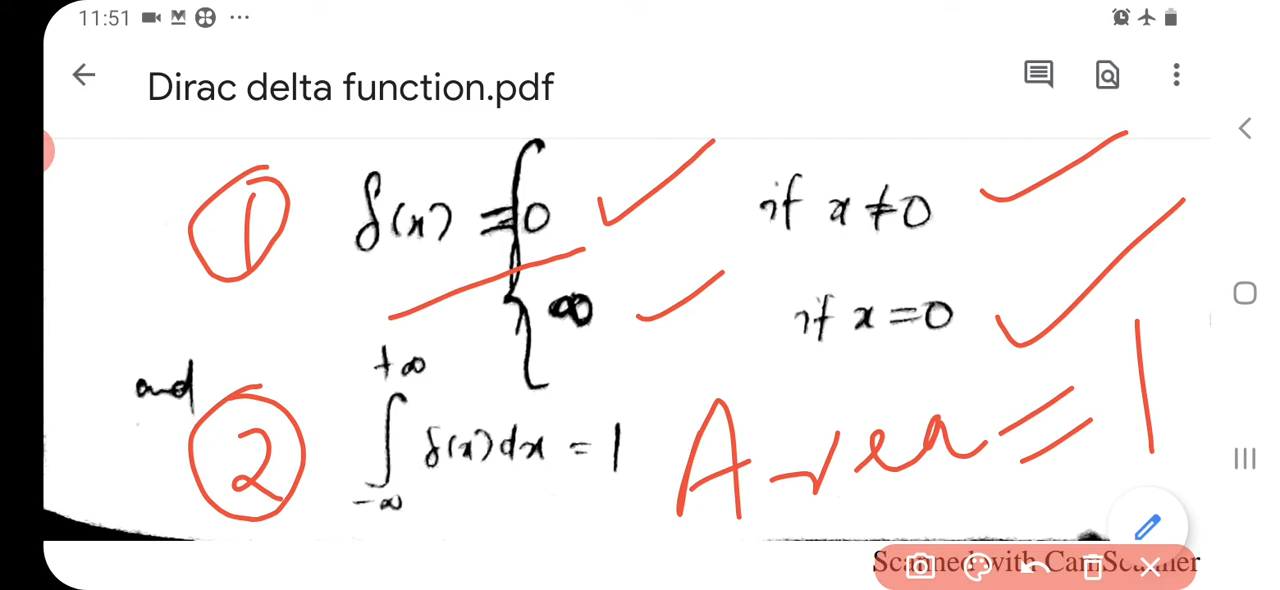 11:51
Dirac delta function.pdf
① δ(x) = { 0 if x ≠ 0
∞ if x = 0
and
② ∫_{-∞}^{+∞} δ(x) dx = 1 Area = 1
Scanned with CamScanner